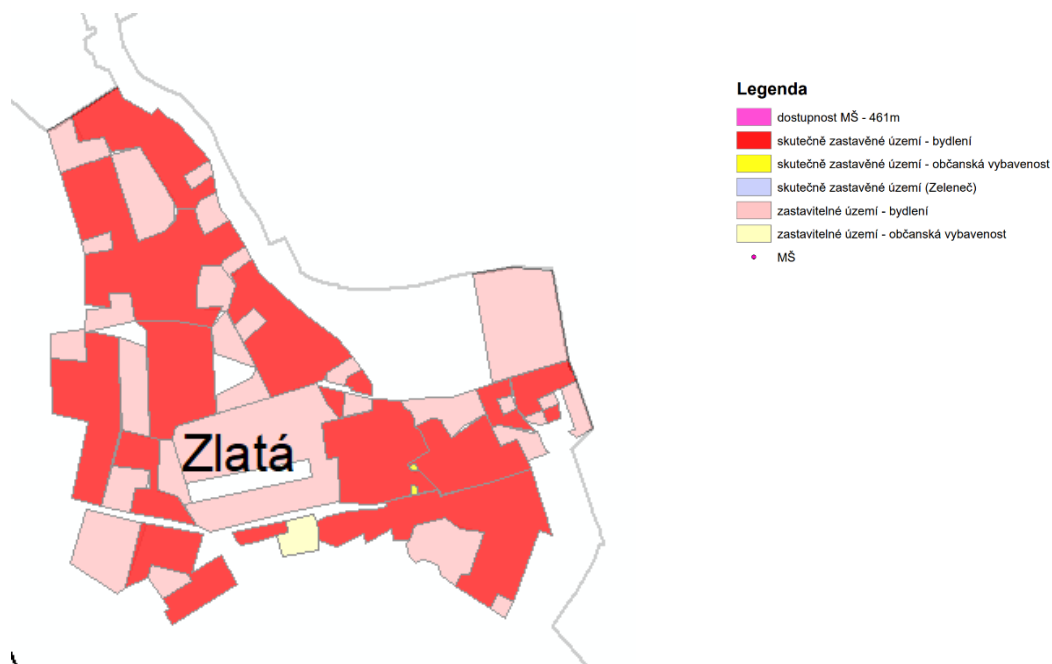 Legenda
dostupnost MŠ - 461m
skutečně zastavěné území - bydlení
skutečně zastavěné území - občanská vybavenost
skutečně zastavěné území (Zeleneč)
zastavitelné území - bydlení
zastavitelné území - občanská vybavenost
MŠ
Zlatá